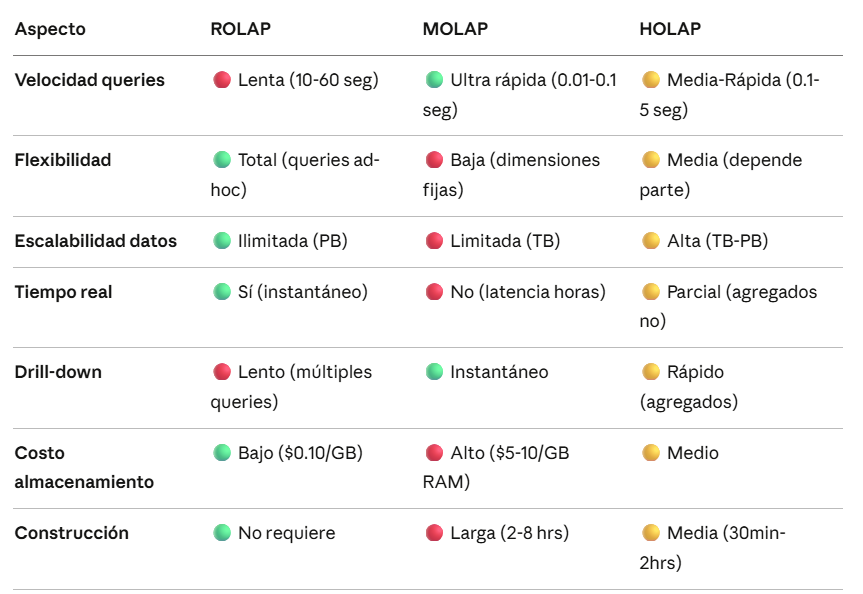 Aspecto ROLAP MOLAP HOLAP
Velocidad queries 🔴 Lenta (10-60 seg) 🟢 Ultra rápida (0.01-0.1 seg) 🟡 Media-Rápida (0.1-5 seg)
Flexibilidad 🟢 Total (queries ad-hoc) 🔴 Baja (dimensiones fijas) 🟡 Media (depende parte)
Escalabilidad datos 🟢 Ilimitada (PB) 🔴 Limitada (TB) 🟡 Alta (TB-PB)
Tiempo real 🟢 Sí (instantáneo) 🔴 No (latencia horas) 🟡 Parcial (agregados no)
Drill-down 🔴 Lento (múltiples queries) 🟢 Instantáneo 🟡 Rápido (agregados)
Costo almacenamiento 🟢 Bajo ($0.10/GB) 🔴 Alto ($5-10/GB RAM) 🟡 Medio
Construcción 🟢 No requiere 🔴 Larga (2-8 hrs) 🟡 Media (30min-2hrs)